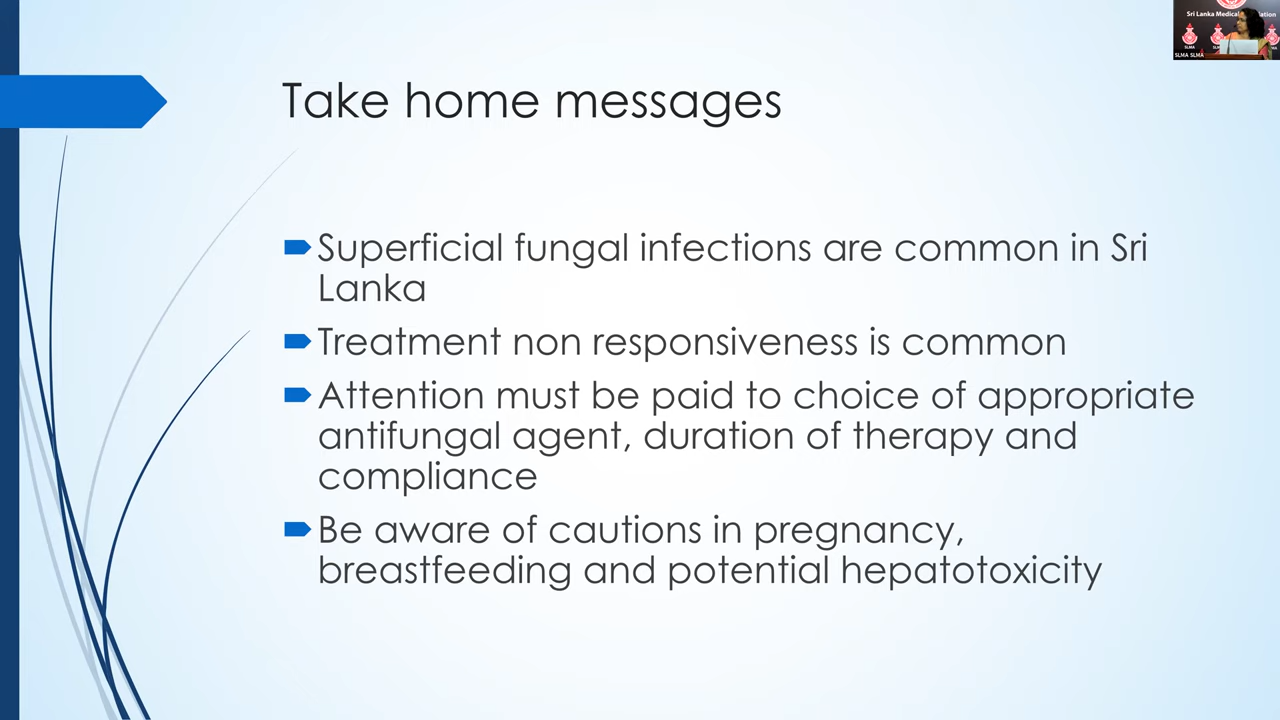 Sri Lanka Medical
SLMA
SLMA SLMA
Take home messages
Superficial fungal infections are common in Sri
Lanka
Treatment non responsiveness is common
Attention must be paid to choice of appropriate
antifungal agent, duration of therapy and
compliance
Be aware of cautions in pregnancy,
breastfeeding and potential hepatotoxicity